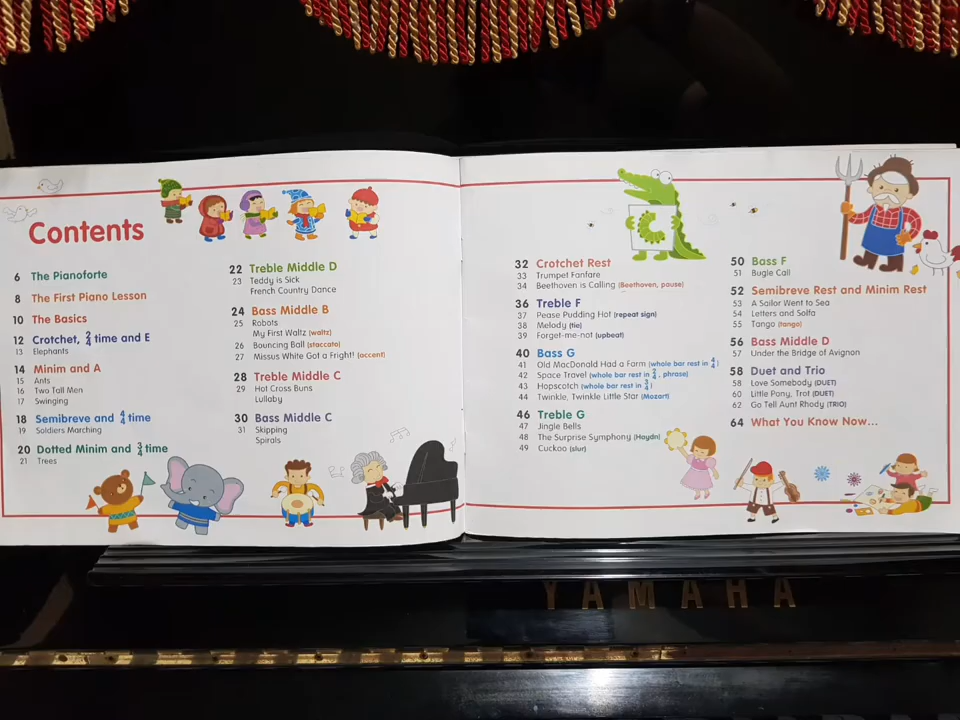 Contents
6 The Pianoforte
8 The First Piano Lesson
10 The Basics
12 Crotchet, 2/4 time and E
13 Elephants
14 Minim and A
15 Ants
16 Two Tall Men
17 Swinging
18 Semibreve and 4/4 time
19 Soldiers Marching
20 Dotted Minim and 3/4 time
21 Trees
22 Treble Middle D
23 Teddy is Sick
French Country Dance
24 Bass Middle B
25 Robots
My First Waltz (waltz)
26 Bouncing Ball (staccato)
27 Missus White Got a Fright! (accent)
28 Treble Middle C
29 Hot Cross Buns
Lullaby
30 Bass Middle C
31 Skipping
Spirals
32 Crotchet Rest
33 Trumpet Fanfare
34 Beethoven is Calling (Beethoven, pause)
36 Treble F
37 Pease Pudding Hot (repeat sign)
38 Melody (tie)
39 Forget-me-not (upbeat)
40 Bass G
41 Old MacDonald Had a Farm (whole bar rest in 4/4)
42 Space Travel (whole bar rest in 2/4, phrase)
43 Hopscotch (whole bar rest in 3/4)
44 Twinkle, Twinkle Little Star (Mozart)
46 Treble G
47 Jingle Bells
48 The Surprise Symphony (Haydn)
49 Cuckoo (slur)
50 Bass F
51 Bugle Call
52 Semibreve Rest and Minim Rest
53 A Sailor Went to Sea
54 Letters and Solfa
55 Tango (tango)
56 Bass Middle D
57 Under the Bridge of Avignon
58 Duet and Trio
58 Love Somebody (DUET)
60 Little Pony, Trot (DUET)
62 Go Tell Aunt Rhody (TRIO)
64 What You Know Now...
C
YAMAHA